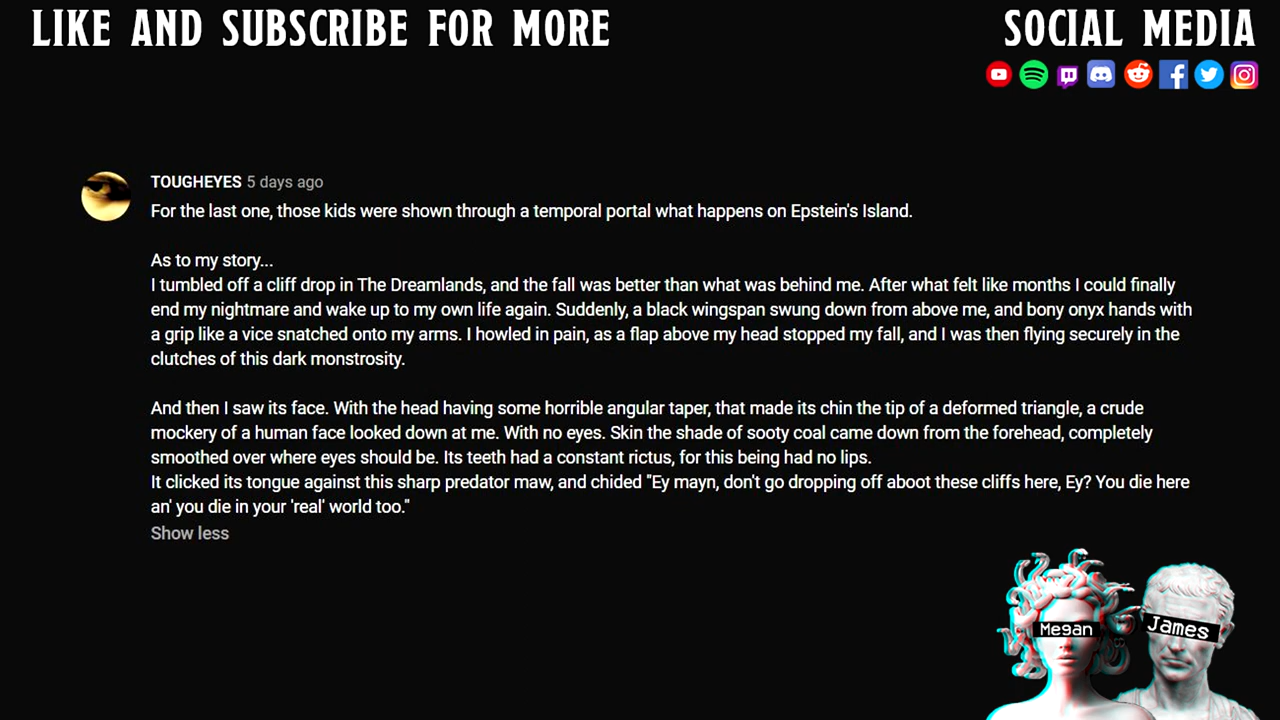 LIKE AND SUBSCRIBE FOR MORE
SOCIAL MEDIA
TOUGHEYES 5 days ago
For the last one, those kids were shown through a temporal portal what happens on Epstein's Island.
As to my story...
I tumbled off a cliff drop in The Dreamlands, and the fall was better than what was behind me. After what felt like months I could finally
end my nightmare and wake up to my own life again. Suddenly, a black wingspan swung down from above me, and bony onyx hands with
a grip like a vice snatched onto my arms. I howled in pain, as a flap above my head stopped my fall, and I was then flying securely in the
clutches of this dark monstrosity.
And then I saw its face. With the head having some horrible angular taper, that made its chin the tip of a deformed triangle, a crude
mockery of a human face looked down at me. With no eyes. Skin the shade of sooty coal came down from the forehead, completely
smoothed over where eyes should be. Its teeth had a constant rictus, for this being had no lips.
It clicked its tongue against this sharp predator maw, and chided "Ey mayn, don't go dropping off aboot these cliffs here, Ey? You die here
an' you die in your 'real' world too."
Show less
Megan
James